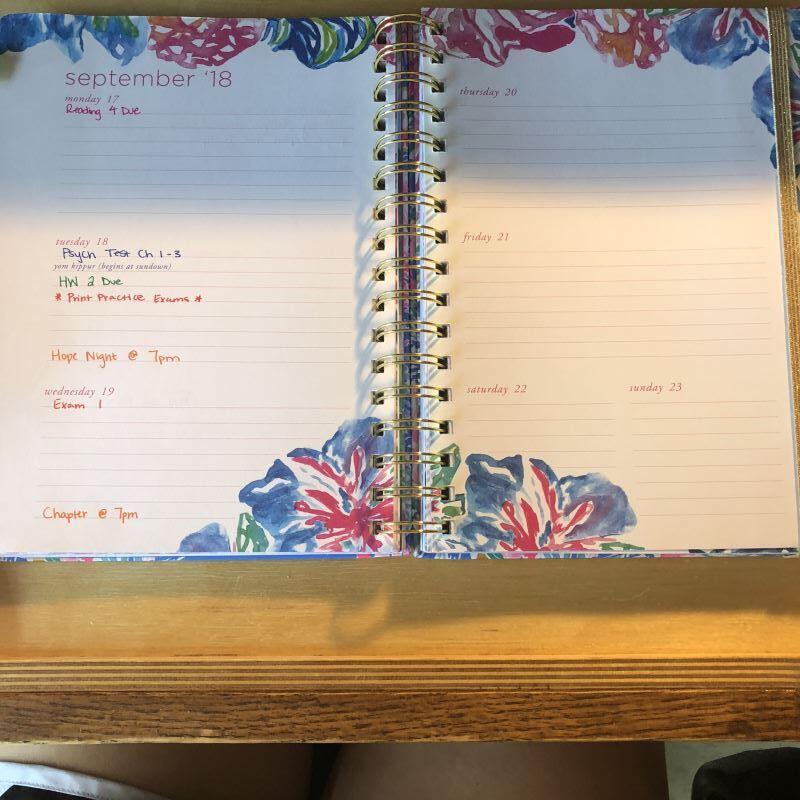 september '18
monday 17
Reading 4 Due
tuesday 18
Psych Test Ch 1-3
yom kippur (begins at sundown)
HW 2 Due
* Print Practice Exams *
Hope Night @ 7pm
wednesday 19
Exam 1
Chapter @ 7pm
thursday 20
friday 21
saturday 22
sunday 23